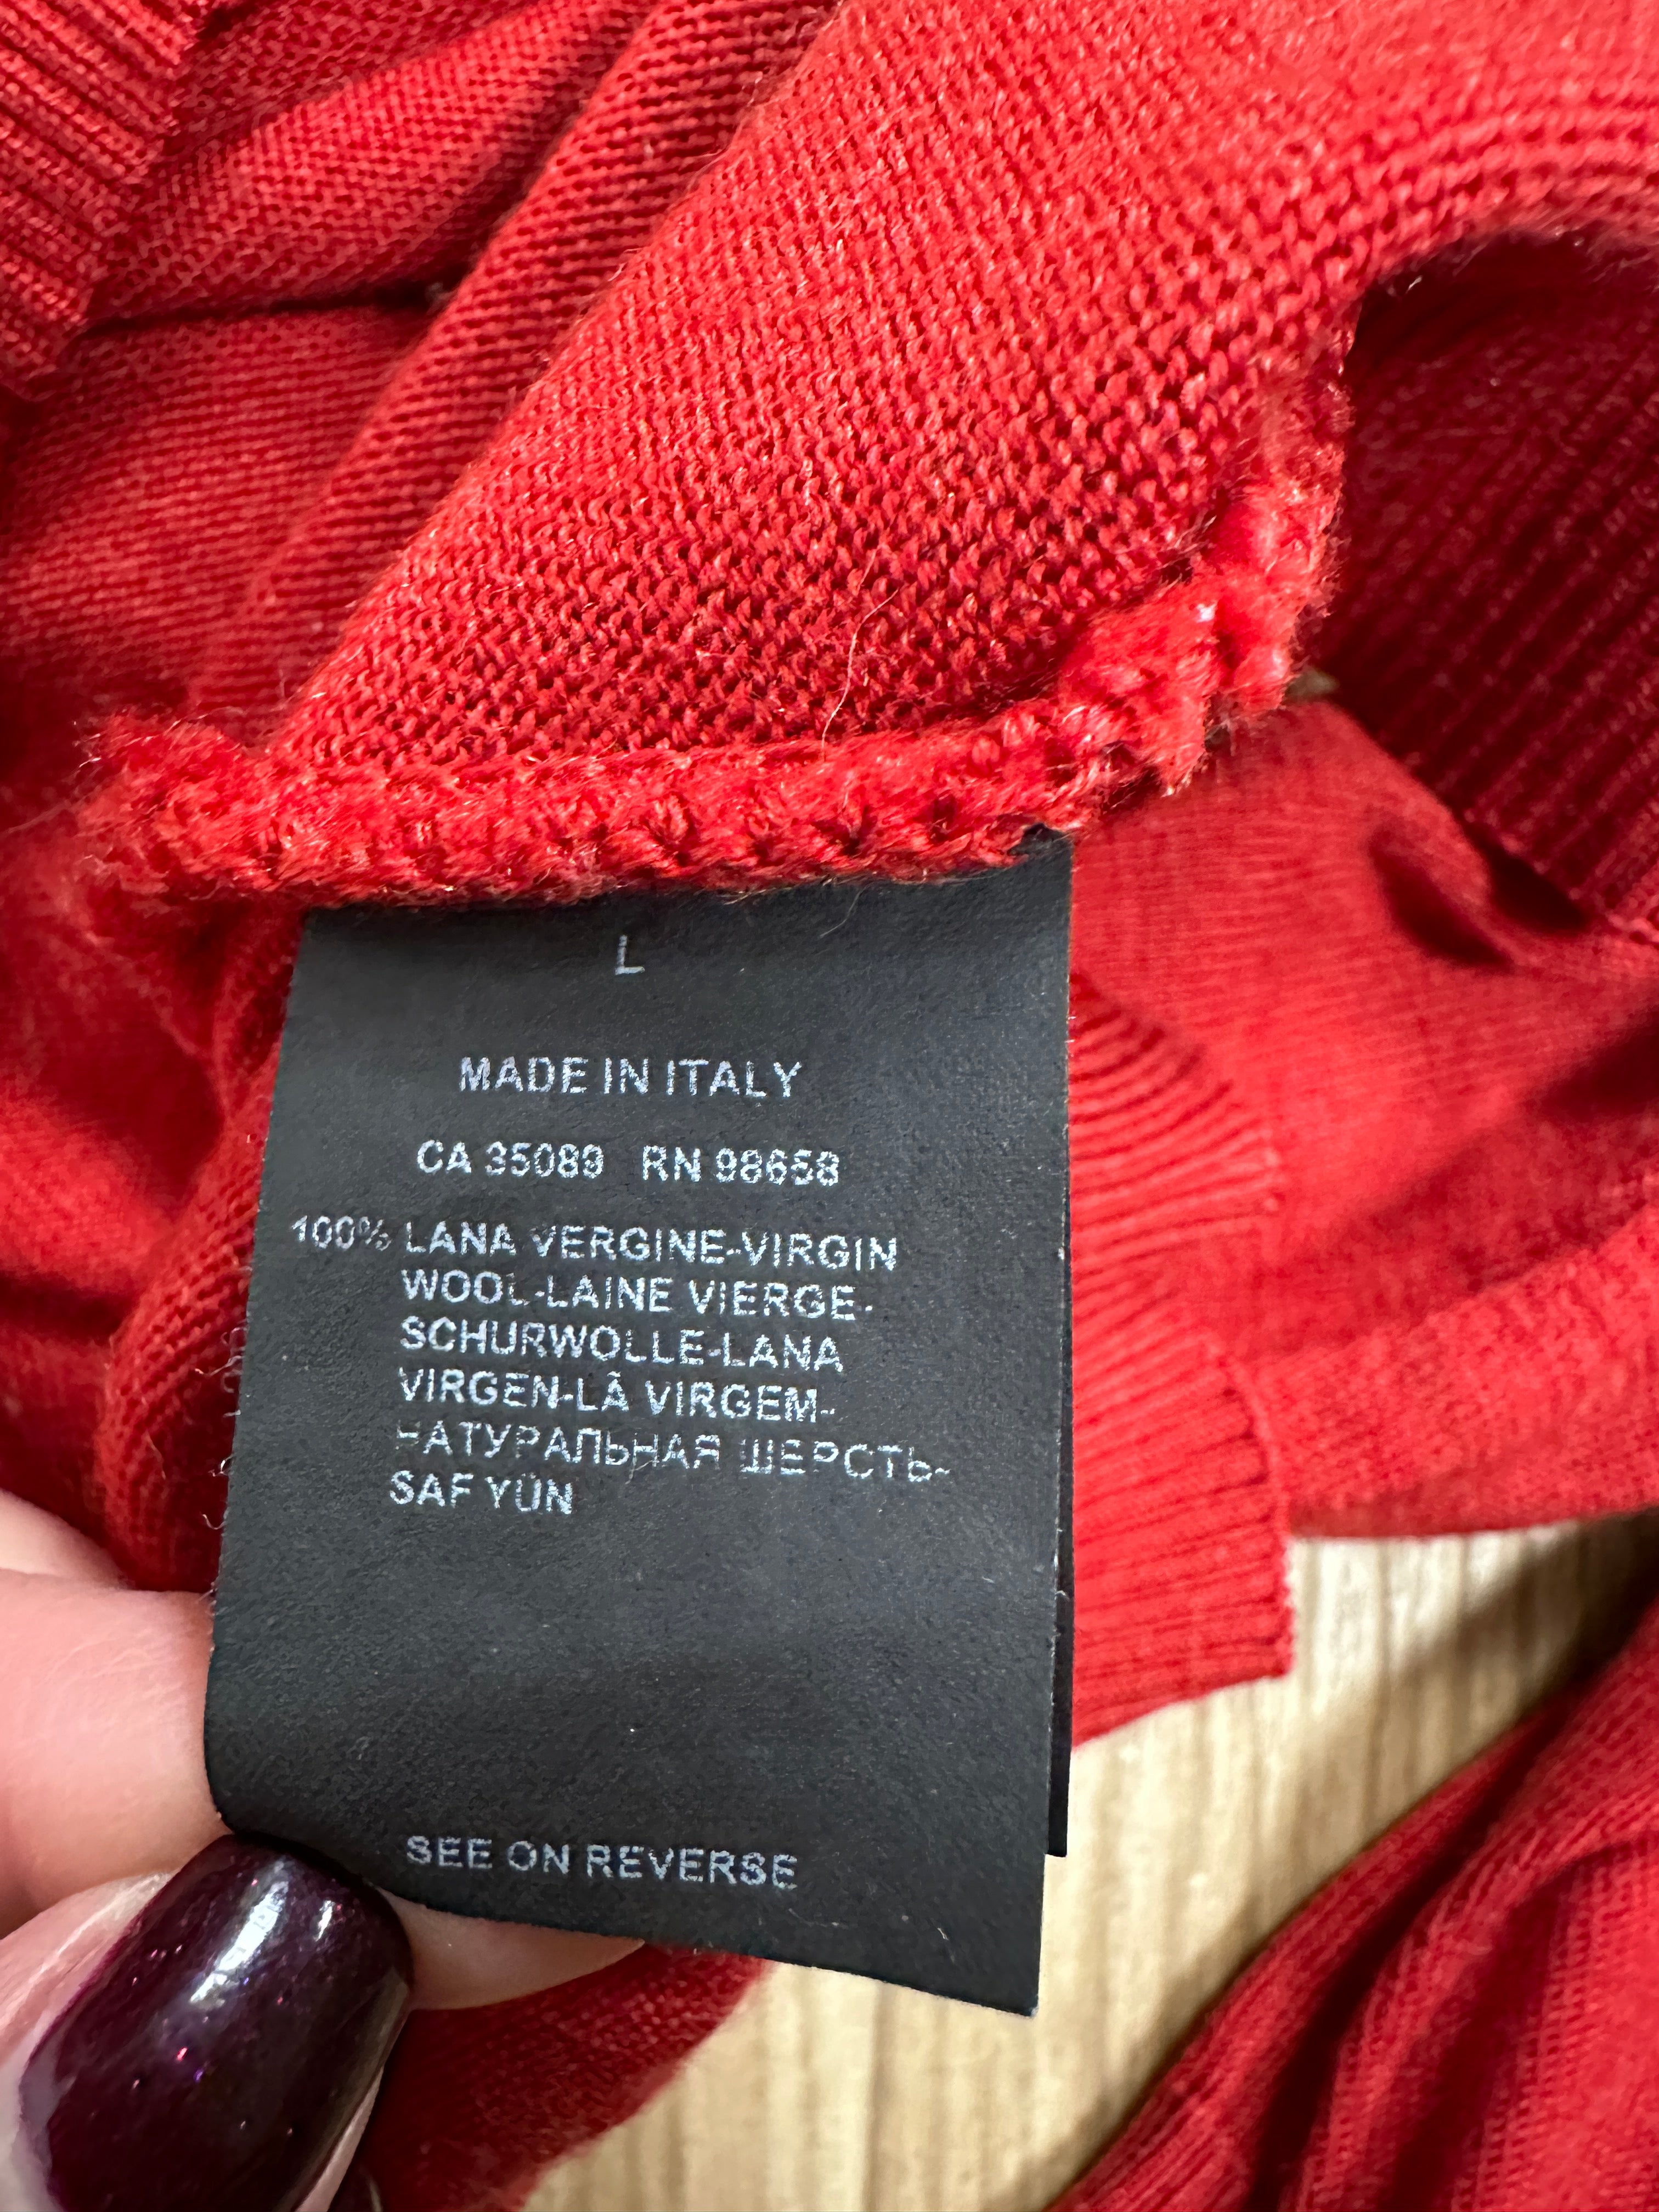 L
MADE IN ITALY
CA 35089 RN 98658
100% LANA VERGINE-VIRGIN
WOOL-LAINE VIERGE-
SCHURWOLLE-LANA
VIRGEN-LÃ VIRGEM-
НАТУРАЛЬНАЯ ШЕРСТЬ-
SAF YÜN
SEE ON REVERSE